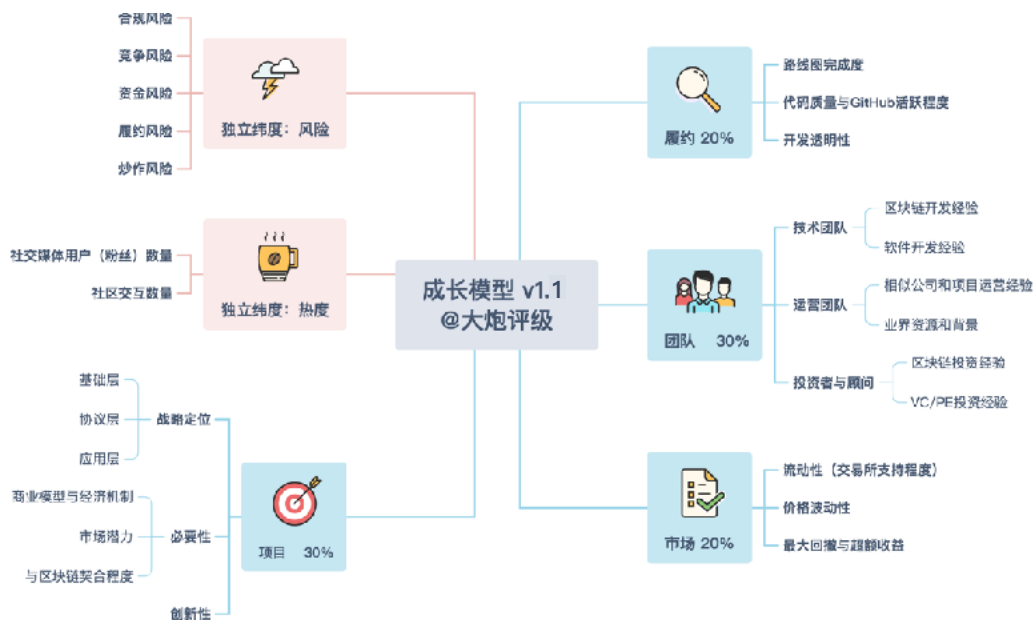 成长模型 v1.1
@大炮评级
合规风险
竞争风险
资金风险
履约风险
炒作风险
独立纬度：风险
社交媒体用户（粉丝）数量
社区交互数量
独立纬度：热度
基础层
协议层
应用层
战略定位
商业模型与经济机制
市场潜力
与区块链契合程度
必要性
创新性
项目 30%
履约 20%
路线图完成度
代码质量与GitHub活跃程度
开发透明性
团队 30%
技术团队
区块链开发经验
软件开发经验
运营团队
相似公司和项目运营经验
业界资源和背景
投资者与顾问
区块链投资经验
VC/PE投资经验
市场 20%
流动性（交易所支持程度）
价格波动性
最大回撤与超额收益